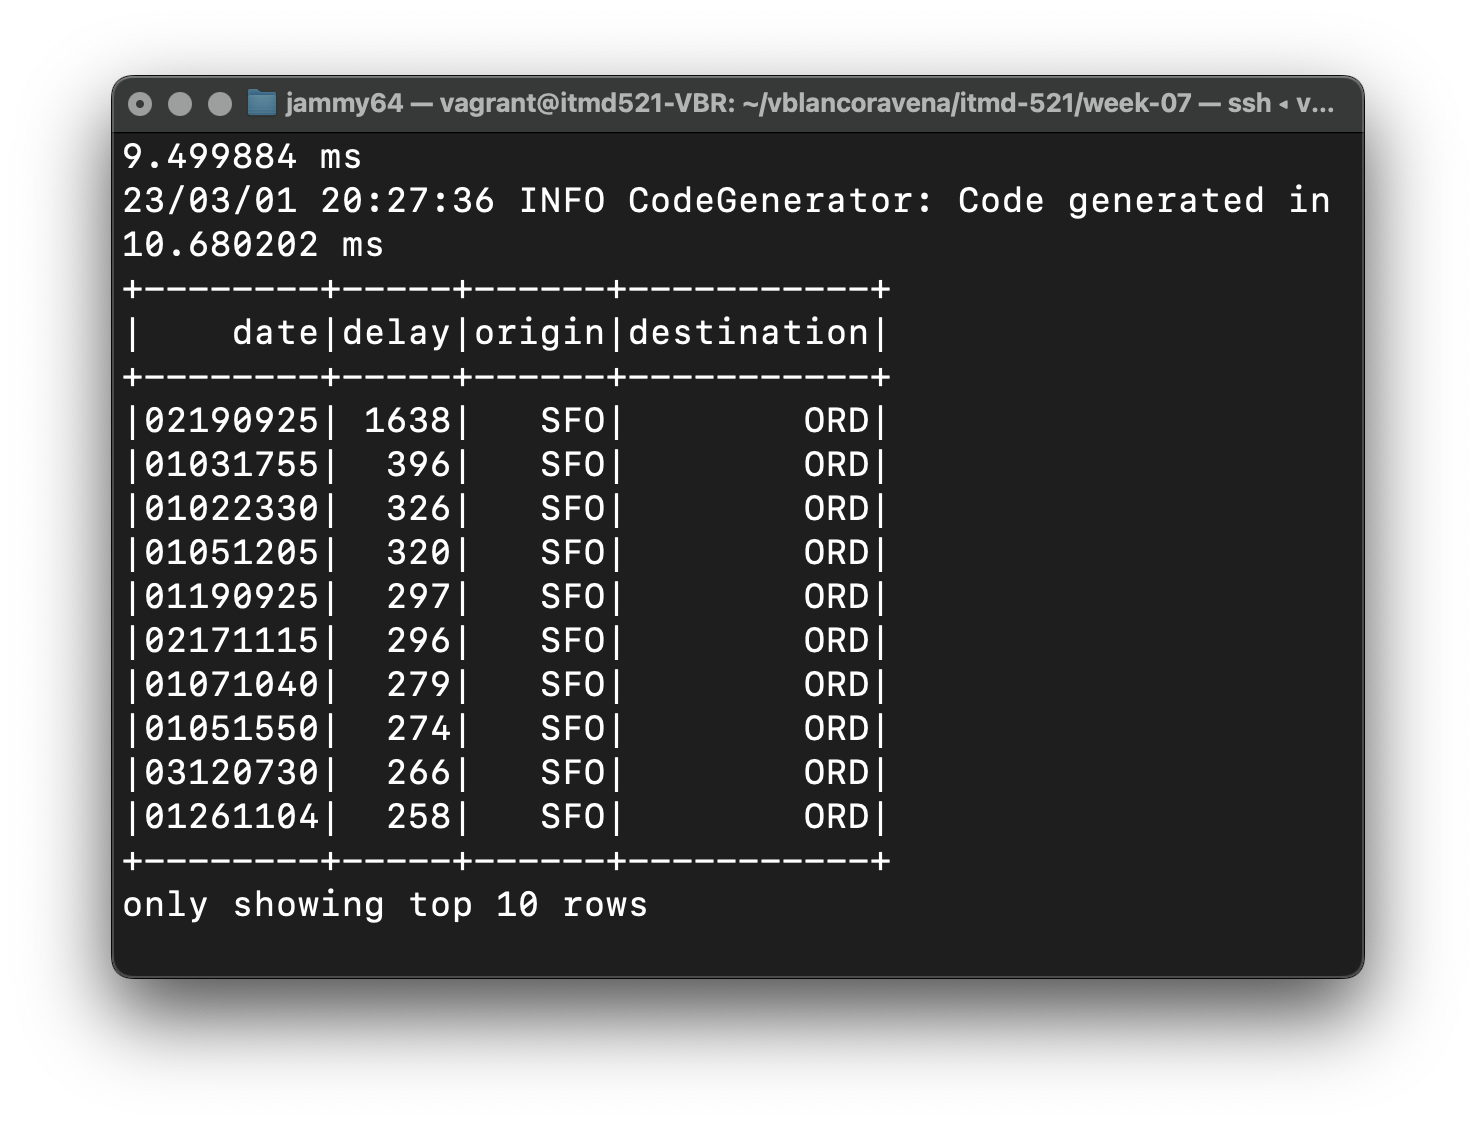 jammy64 — vagrant@itmd521-VBR: ~/vblancoravena/itmd-521/week-07 — ssh ◂ v...
9.499884 ms
23/03/01 20:27:36 INFO CodeGenerator: Code generated in
10.680202 ms
+--------+-----+------+-----------+
|    date|delay|origin|destination|
+--------+-----+------+-----------+
|02190925| 1638|   SFO|        ORD|
|01031755|  396|   SFO|        ORD|
|01022330|  326|   SFO|        ORD|
|01051205|  320|   SFO|        ORD|
|01190925|  297|   SFO|        ORD|
|02171115|  296|   SFO|        ORD|
|01071040|  279|   SFO|        ORD|
|01051550|  274|   SFO|        ORD|
|03120730|  266|   SFO|        ORD|
|01261104|  258|   SFO|        ORD|
+--------+-----+------+-----------+
only showing top 10 rows